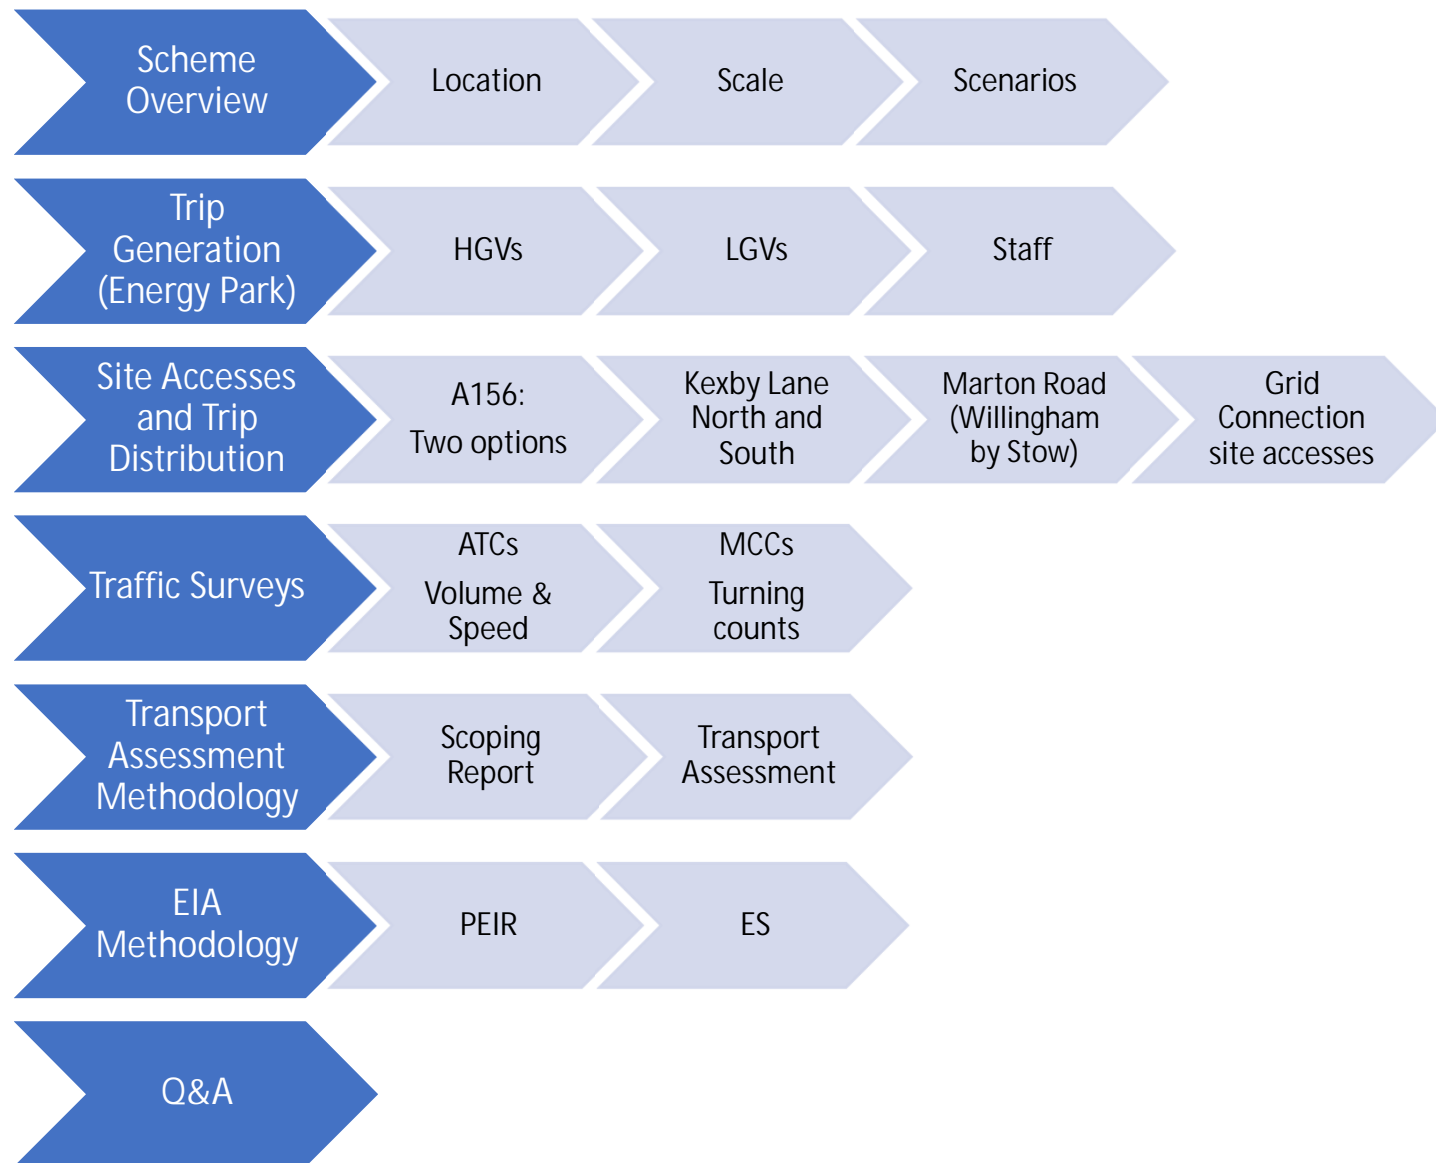 Scheme
Overview
Location
Scale
Scenarios
Trip
Generation
(Energy Park)
HGVs
LGVs
Staff
Site Accesses
and Trip
Distribution
A156:
Two options
Kexby Lane
North and
South
Marton Road
(Willingham
by Stow)
Grid
Connection
site accesses
Traffic Surveys
ATCs
Volume &
Speed
MCCs
Turning
counts
Transport
Assessment
Methodology
Scoping
Report
Transport
Assessment
EIA
Methodology
PEIR
ES
Q&A